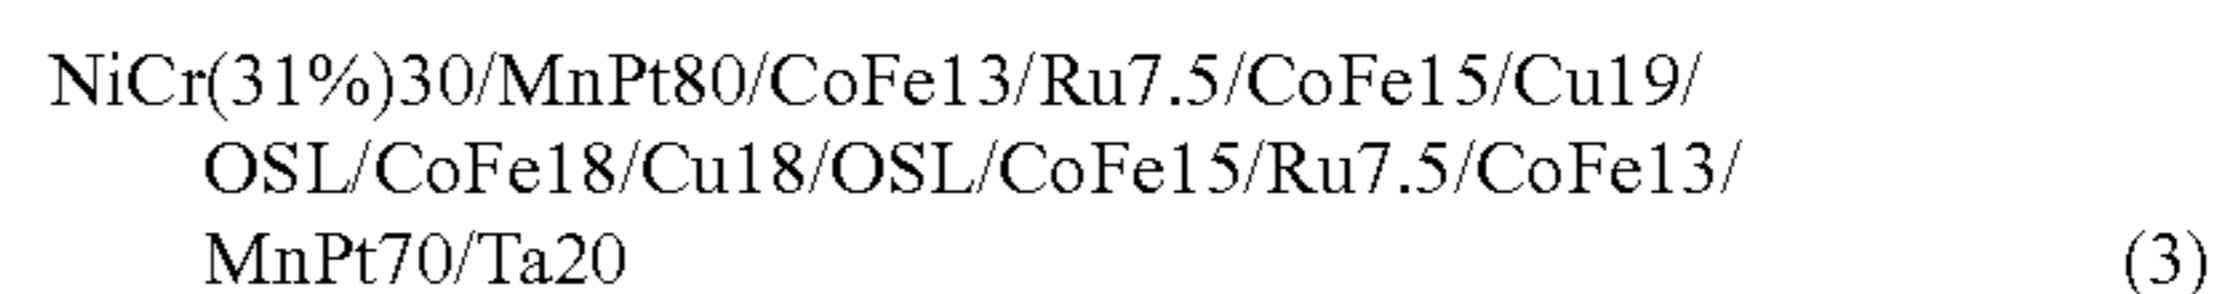 NiCr(31%)30/MnPt80/CoFe13/Ru7.5/CoFe15/Cu19/
OSL/CoFe18/Cu18/OSL/CoFe15/Ru7.5/CoFe13/
MnPt70/Ta20 (3)